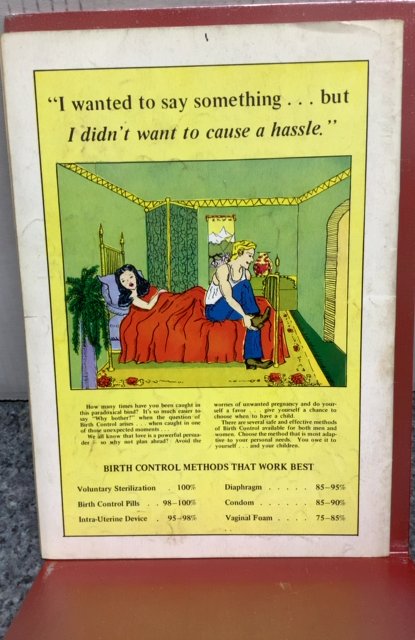 “I wanted to say something . . . but
I didn't want to cause a hassle.”
How many times have you been caught in
this paradoxical bind? It's so much easier to
say "Why bother?" when the question of
Birth Control arises . . . when caught in one
of those unexpected moments . . .
We all know that love is a powerful persua-
der – so why not plan ahead? Avoid the
worries of unwanted pregnancy and do your-
self a favor . . . give yourself a chance to
choose when to have a child.
There are several safe and effective methods
of Birth Control available for both men and
women. Choose the method that is most adap-
tive to your personal needs. You owe it to
yourself . . . and your children.
BIRTH CONTROL METHODS THAT WORK BEST
Voluntary Sterilization . 100%
Birth Control Pills . . 98–100%
Intra-Uterine Device . 95–98%
Diaphragm . . . . . . 85–95%
Condom . . . . . . . 85–90%
Vaginal Foam . . . . . 75–85%